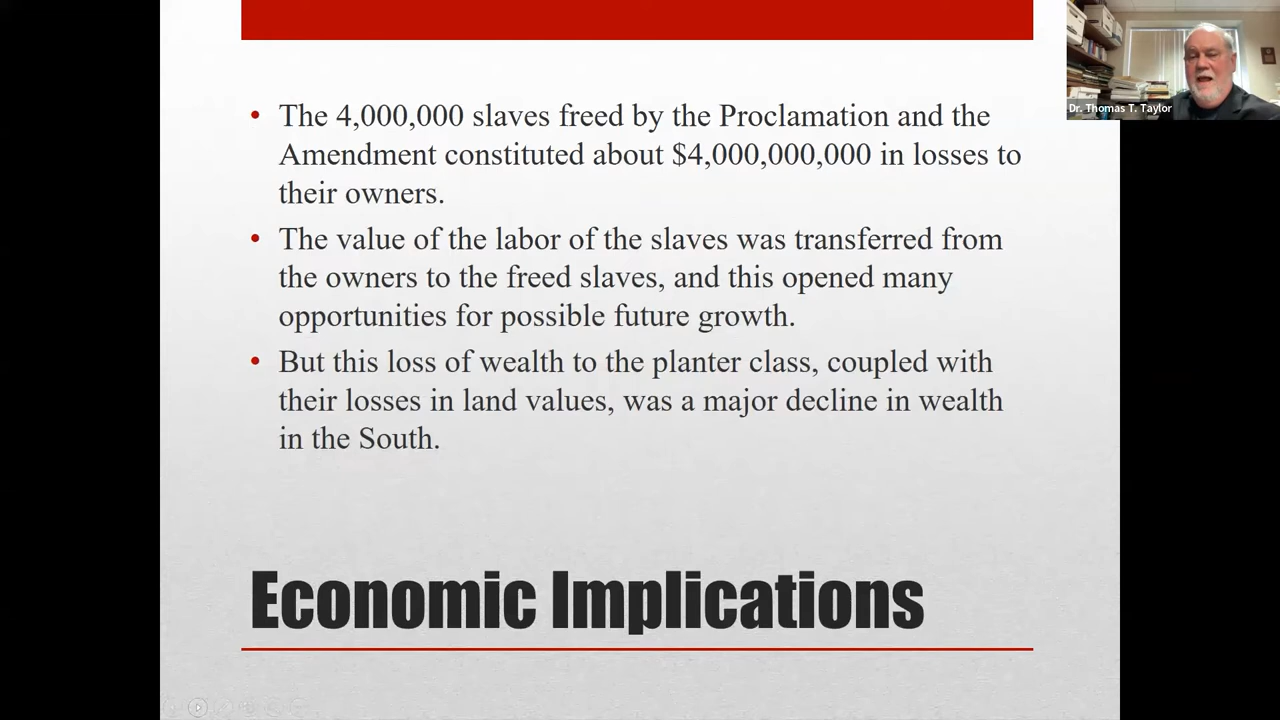 • The 4,000,000 slaves freed by the Proclamation and the
Amendment constituted about $4,000,000,000 in losses to
their owners.
• The value of the labor of the slaves was transferred from
the owners to the freed slaves, and this opened many
opportunities for possible future growth.
• But this loss of wealth to the planter class, coupled with
their losses in land values, was a major decline in wealth
in the South.
Economic Implications
Dr. Thomas T. Taylor